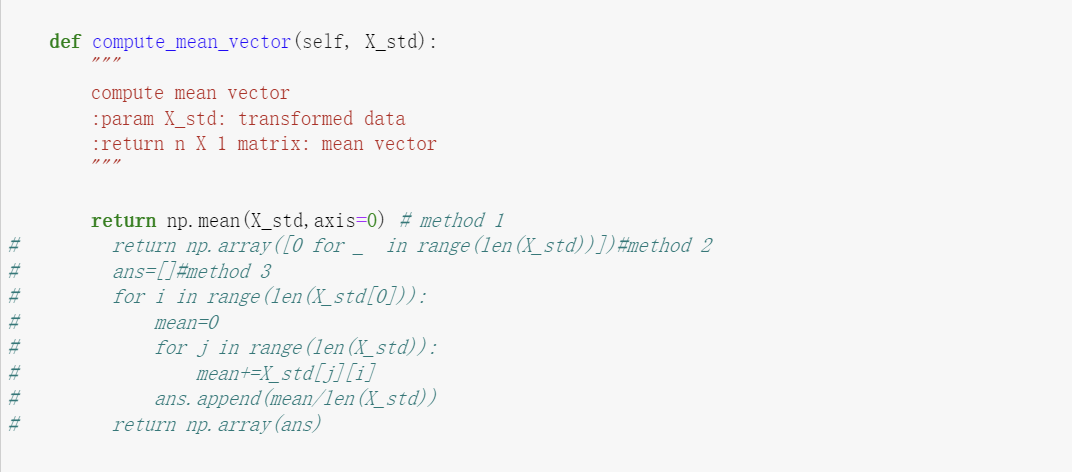 def compute_mean_vector(self, X_std):
"""
compute mean vector
:param X_std: transformed data
:return n X 1 matrix: mean vector
"""
return np.mean(X_std,axis=0) # method 1
#         return np.array([0 for _  in range(len(X_std))])#method 2
#         ans=[]#method 3
#         for i in range(len(X_std[0])):
#             mean=0
#             for j in range(len(X_std)):
#                 mean+=X_std[j][i]
#             ans.append(mean/len(X_std))
#         return np.array(ans)